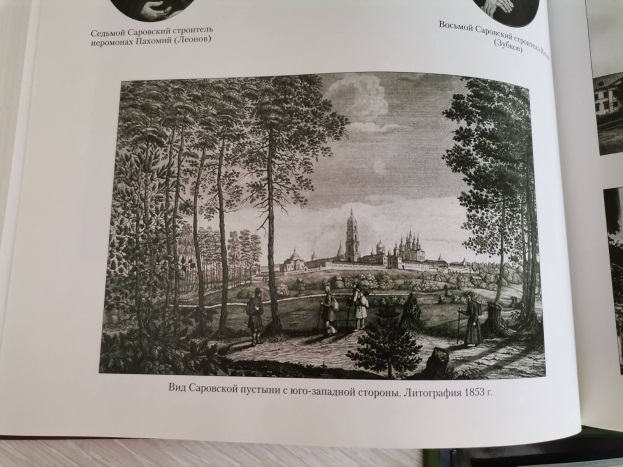 Седьмой Саровский строитель
иеромонах Пахомий (Леонов)
Восьмой Саровский строитель
(Зубков)
Вид Саровской пустыни с юго-западной стороны. Литография 1853 г.